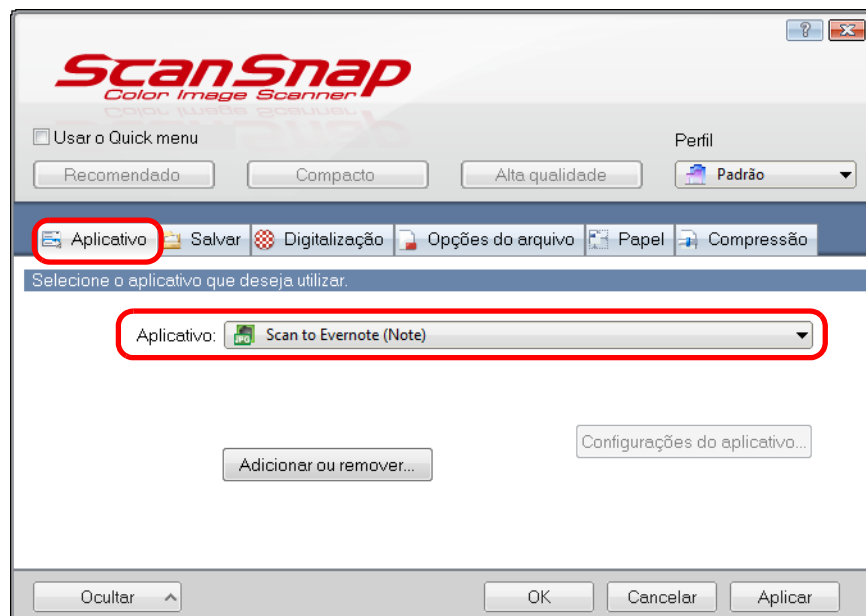 ScanSnap
Color Image Scanner
Usar o Quick menu
Perfil
Recomendado Compacto Alta qualidade Padrão
Aplicativo Salvar Digitalização Opções do arquivo Papel Compressão
Selecione o aplicativo que deseja utilizar.
Aplicativo: JPG Scan to Evernote (Note)
Configurações do aplicativo...
Adicionar ou remover...
Ocultar OK Cancelar Aplicar